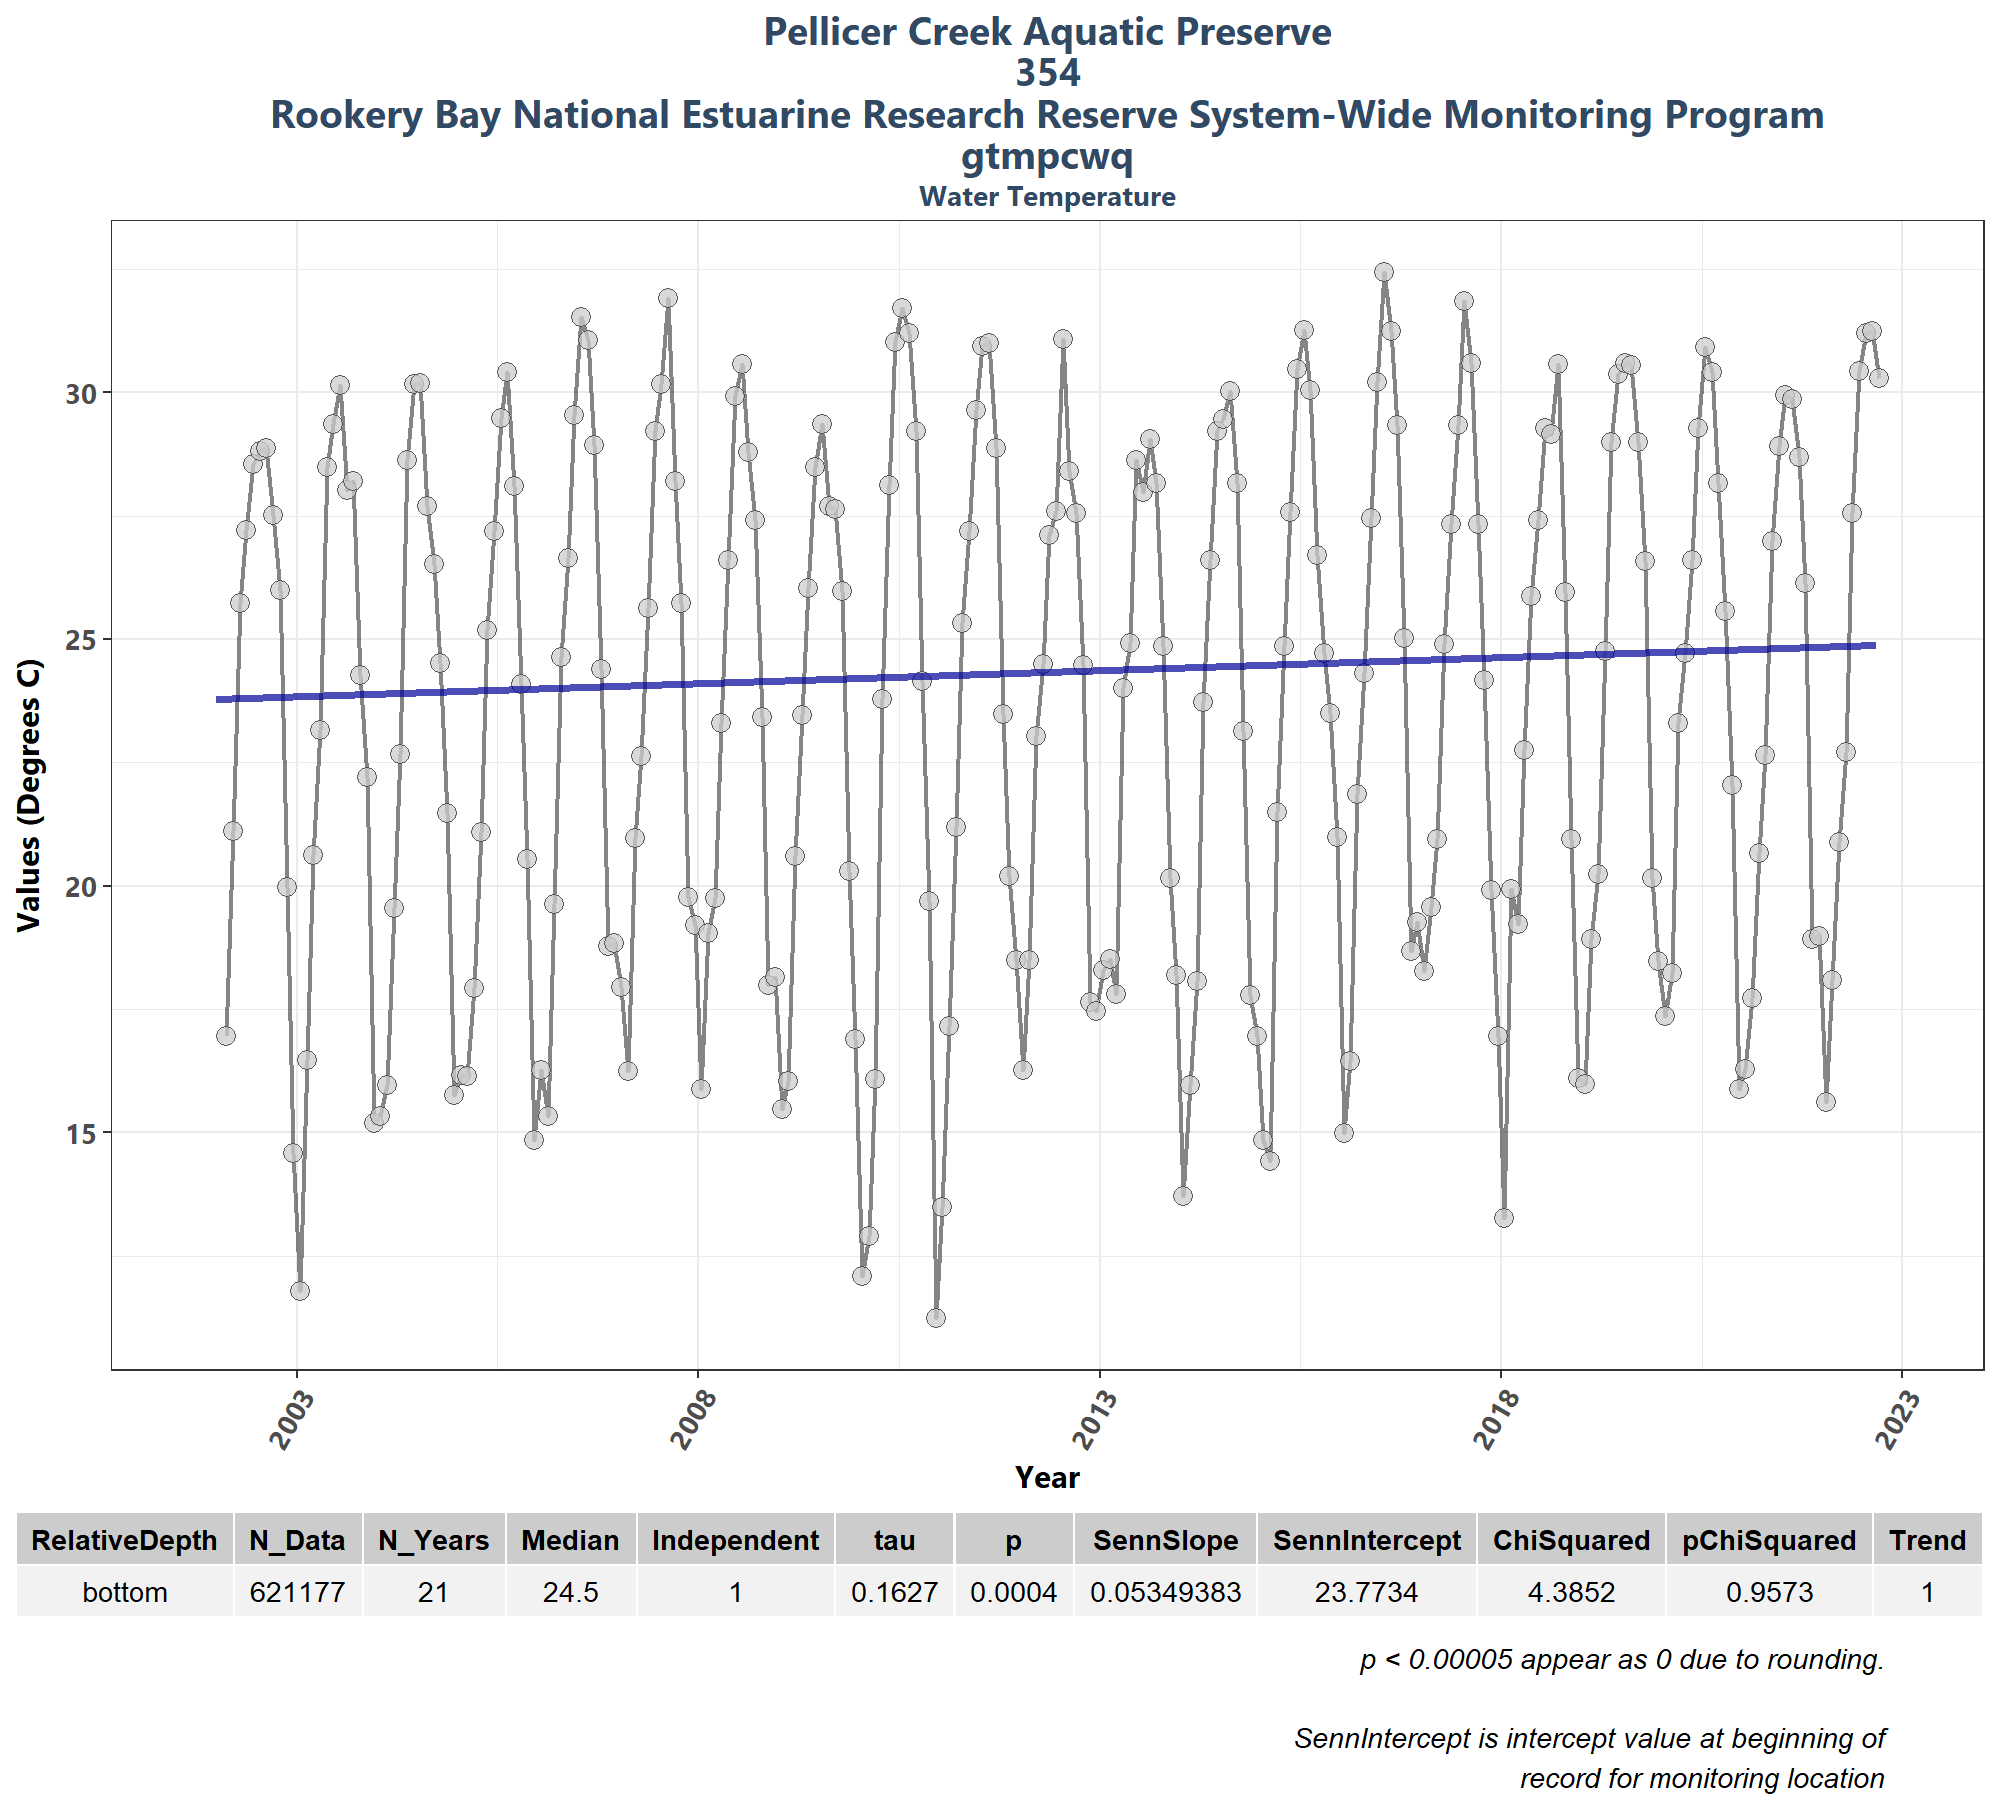 Pellicer Creek Aquatic Preserve
354
Rookery Bay National Estuarine Research Reserve System-Wide Monitoring Program
gtmpcwq
Water Temperature
Values (Degrees C)
30
25
20
15
2003 2008 2013 2018 2023
Year
RelativeDepth N_Data N_Years Median Independent tau p SennSlope SennIntercept ChiSquared pChiSquared Trend
bottom 621177 21 24.5 1 0.1627 0.0004 0.05349383 23.7734 4.3852 0.9573 1
p < 0.00005 appear as 0 due to rounding.
SennIntercept is intercept value at beginning of
record for monitoring location